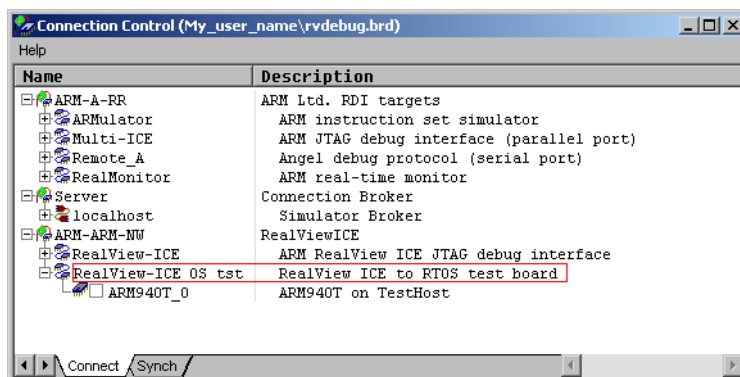 Connection Control (My_user_name\rvdebug.brd)
Help
Name Description
ARM-A-RR ARM Ltd. RDI targets
ARMulator ARM instruction set simulator
Multi-ICE ARM JTAG debug interface (parallel port)
Remote_A Angel debug protocol (serial port)
RealMonitor ARM real-time monitor
Server Connection Broker
localhost Simulator Broker
ARM-ARM-NW RealViewICE
RealView-ICE ARM RealView ICE JTAG debug interface
RealView-ICE OS tst RealView ICE to RTOS test board
ARM940T_0 ARM940T on TestHost
Connect Synch